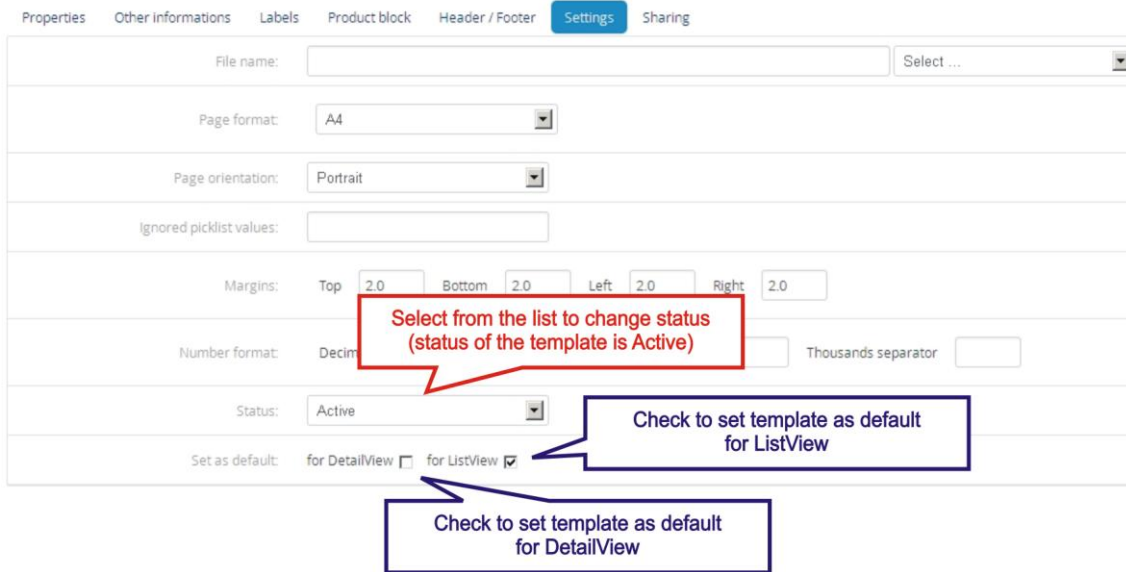 Properties Other informations Labels Product block Header / Footer Settings Sharing
File name: Select ...
Page format: A4
Page orientation: Portrait
Ignored picklist values:
Margins: Top 2.0 Bottom 2.0 Left 2.0 Right 2.0
Select from the list to change status
(status of the template is Active)
Number format: Decim Thousands separator
Status: Active
Check to set template as default
for ListView
Set as default: for DetailView for ListView
Check to set template as default
for DetailView